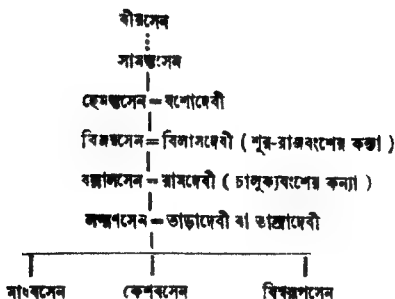 বীরসেন
সামন্তসেন
হেমন্তসেন = যশোদেবী
বিজয়সেন = বিলাসদেবী ( শূর-রাজবংশের কন্যা )
বল্লালসেন = রামদেবী ( চালুক্যবংশের কন্যা )
লক্ষ্মণসেন = তাড়াদেবী বা তান্দ্রাদেবী
মাধবসেন কেশবসেন বিশ্বরূপসেন